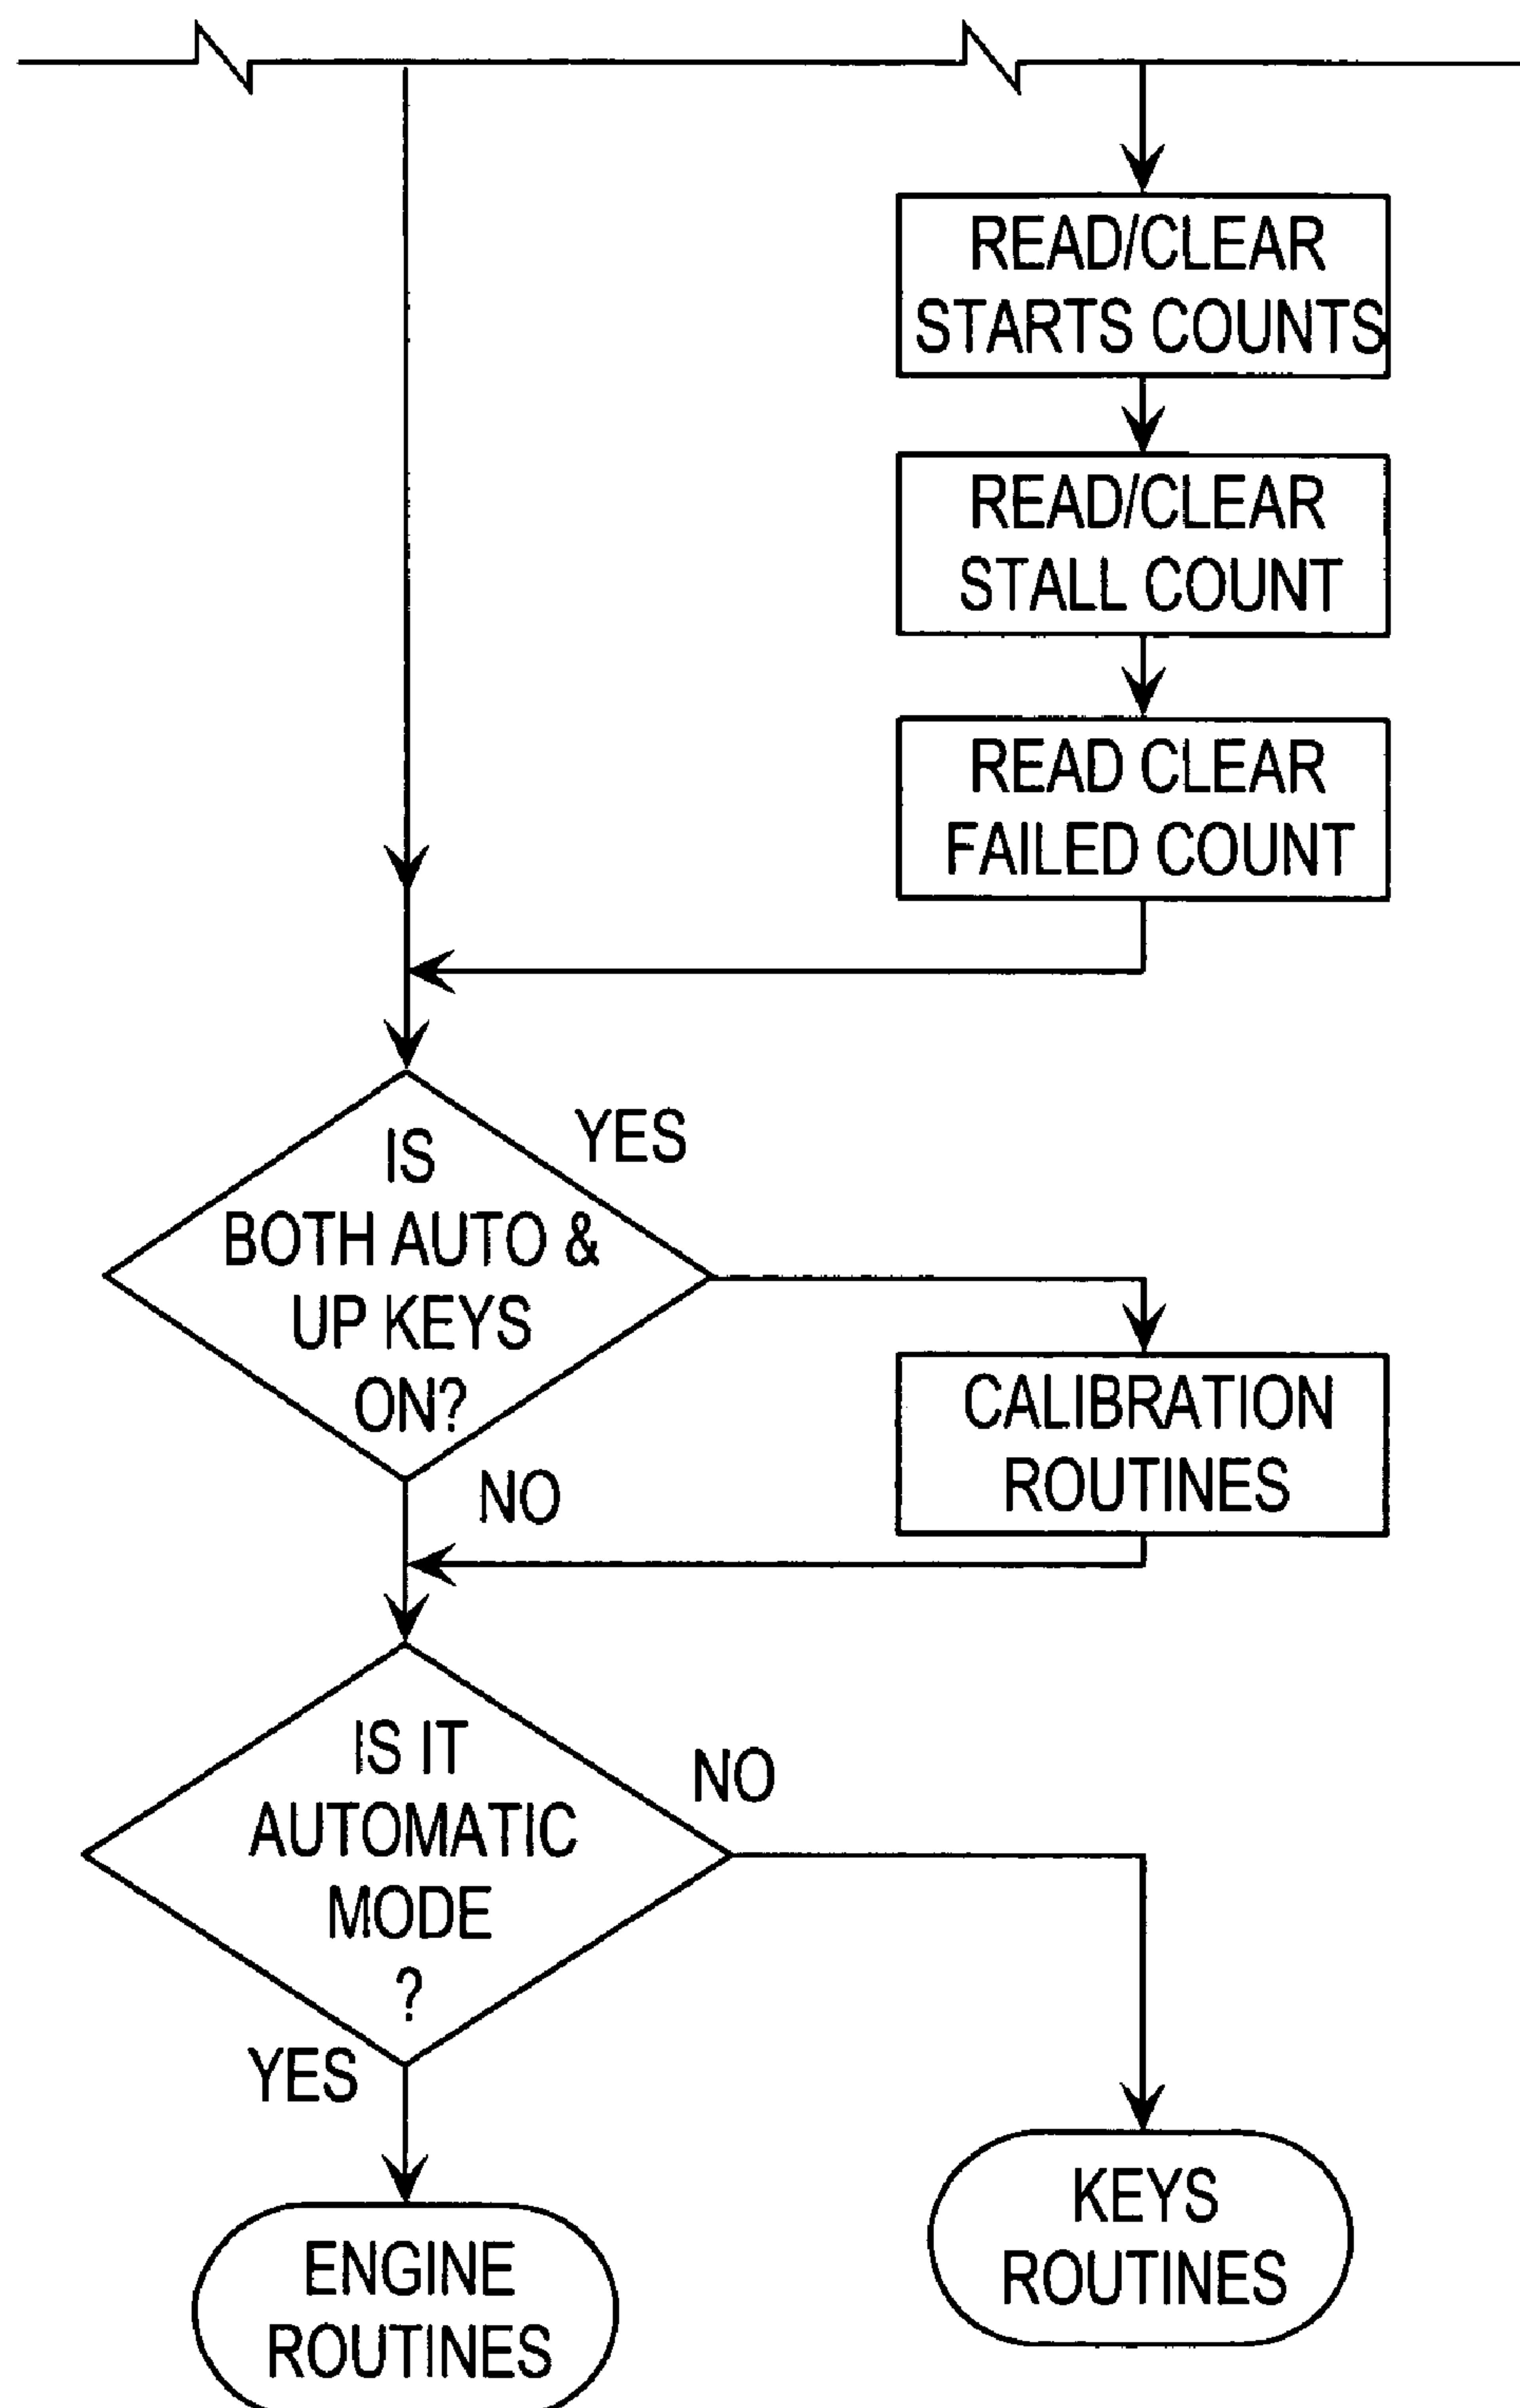 READ/CLEAR
STARTS COUNTS
READ/CLEAR
STALL COUNT
READ CLEAR
FAILED COUNT
IS
BOTH AUTO &
UP KEYS
ON?
YES
NO
CALIBRATION
ROUTINES
IS IT
AUTOMATIC
MODE
?
NO
YES
KEYS
ROUTINES
ENGINE
ROUTINES